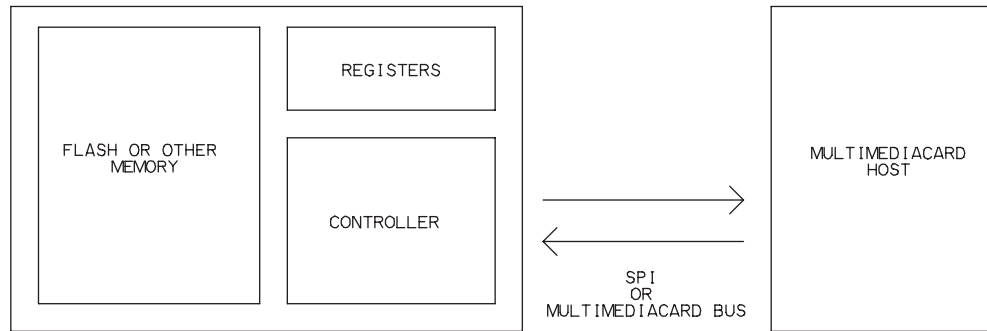 REGISTERS
FLASH OR OTHER
MEMORY
CONTROLLER
SPI
OR
MULTIMEDIACARD BUS
MULTIMEDIACARD
HOST